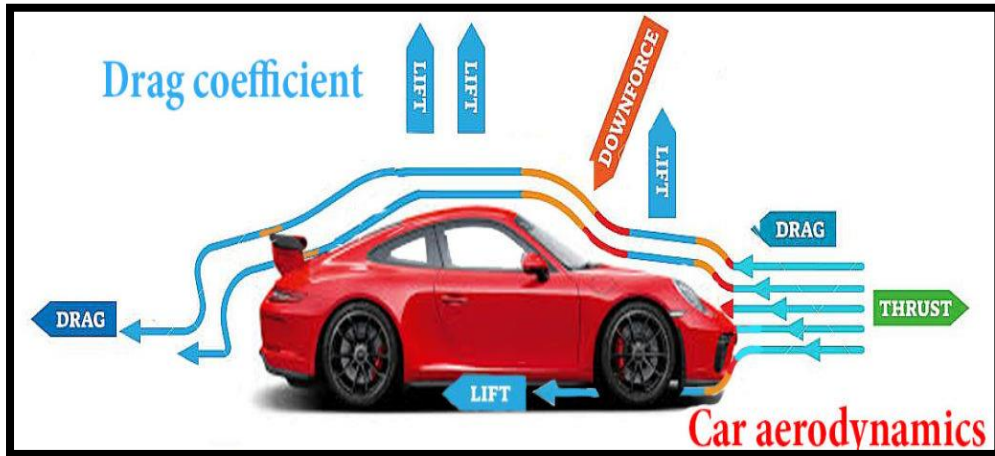 Drag coefficient
LIFT
LIFT
DOWNFORCE
LIFT
DRAG
THRUST
DRAG
LIFT
Car aerodynamics